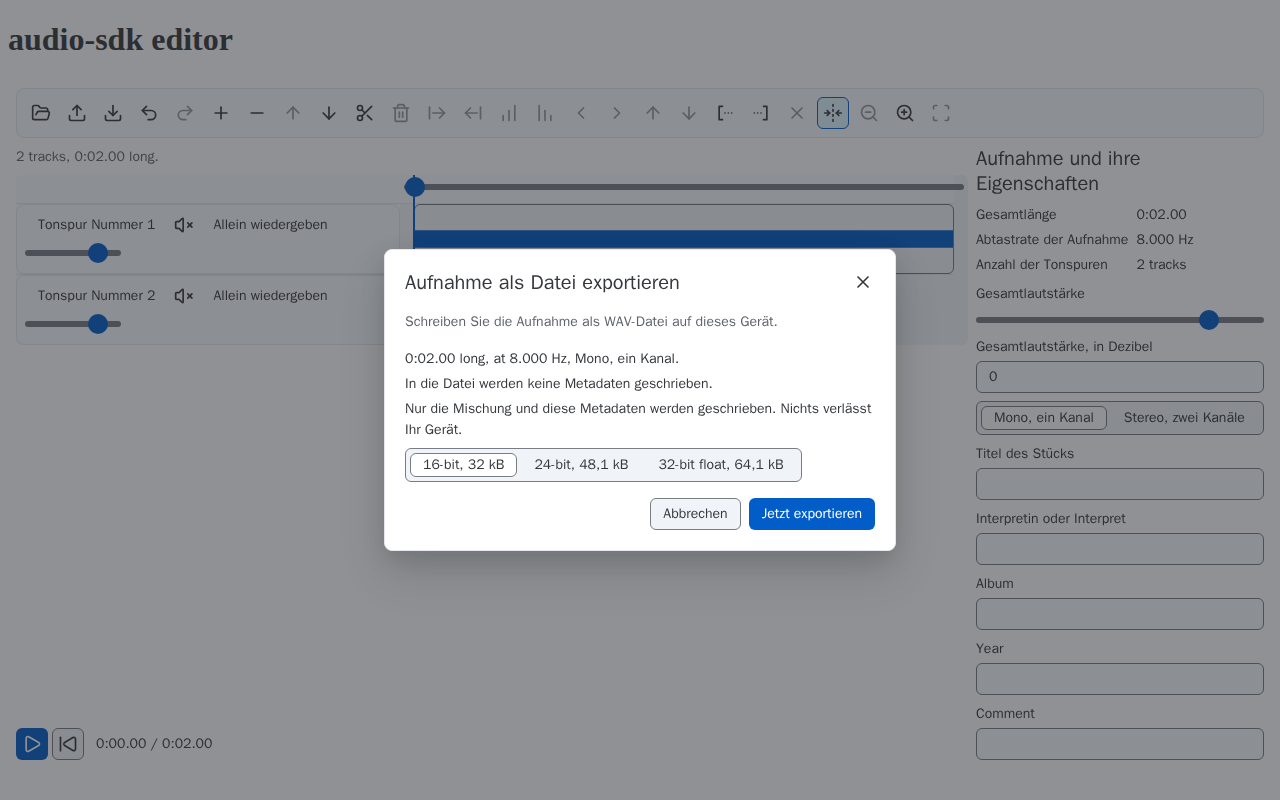 audio-sdk editor
2 tracks, 0:02.00 long.
Tonspur Nummer 1
Allein wiedergeben
Tonspur Nummer 2
Allein wiedergeben
Aufnahme als Datei exportieren
Schreiben Sie die Aufnahme als WAV-Datei auf dieses Gerät.
0:02.00 long, at 8.000 Hz, Mono, ein Kanal.
In die Datei werden keine Metadaten geschrieben.
Nur die Mischung und diese Metadaten werden geschrieben. Nichts verlässt
Ihr Gerät.
16-bit, 32 kB
24-bit, 48,1 kB
32-bit float, 64,1 kB
Abbrechen
Jetzt exportieren
Aufnahme und ihre
Eigenschaften
Gesamtlänge 0:02.00
Abtastrate der Aufnahme 8.000 Hz
Anzahl der Tonspuren 2 tracks
Gesamtlautstärke
Gesamtlautstärke, in Dezibel
0
Mono, ein Kanal
Stereo, zwei Kanäle
Titel des Stücks
Interpretin oder Interpret
Album
Year
Comment
0:00.00 / 0:02.00